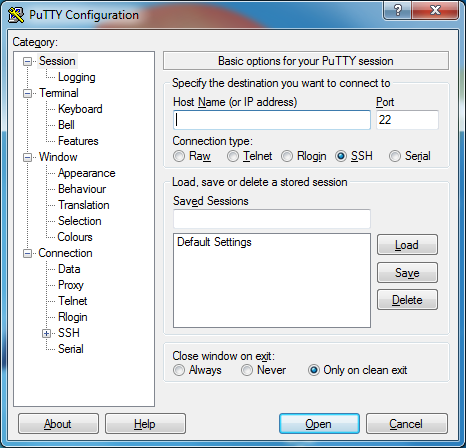 PuTTY Configuration
Category:
Session
Logging
Terminal
Keyboard
Bell
Features
Window
Appearance
Behaviour
Translation
Selection
Colours
Connection
Data
Proxy
Telnet
Rlogin
SSH
Serial
Basic options for your PuTTY session
Specify the destination you want to connect to
Host Name (or IP address) Port
22
Connection type:
Raw Telnet Rlogin SSH Serial
Load, save or delete a stored session
Saved Sessions
Default Settings
Load
Save
Delete
Close window on exit:
Always Never Only on clean exit
About Help Open Cancel